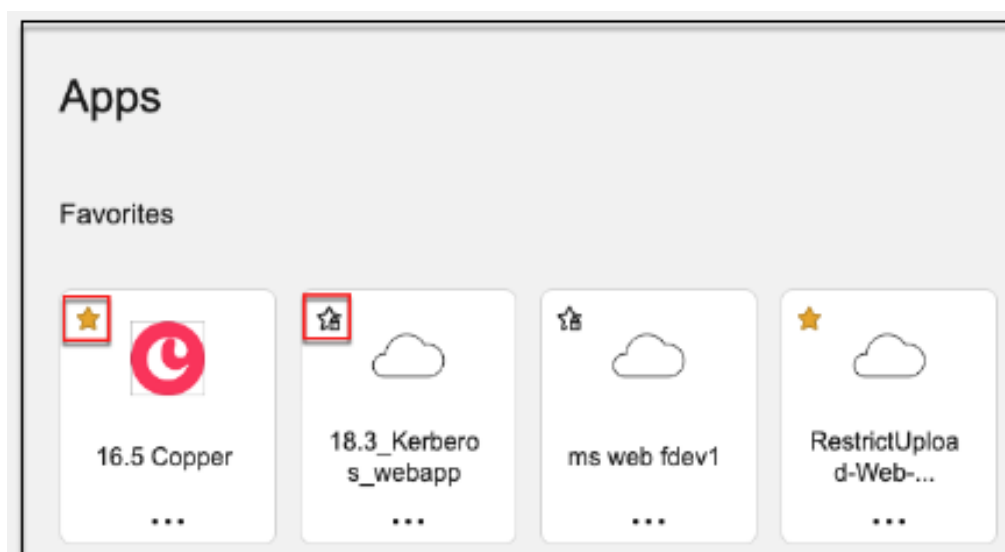 Apps
Favorites
16.5 Copper
18.3_Kerbero
s_webapp
ms web fdev1
RestrictUploa
d-Web-...
...
...
...
...